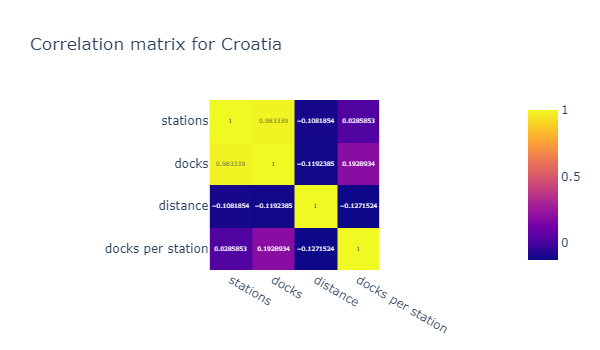 Correlation matrix for Croatia
stations 1 0.983339 −0.1081854 0.0285853
docks 0.983339 1 −0.1192385 0.1928934
distance −0.1081854 −0.1192385 1 −0.1271524
docks per station 0.0285853 0.1928934 −0.1271524 1
stations docks distance docks per station
1
0.5
0